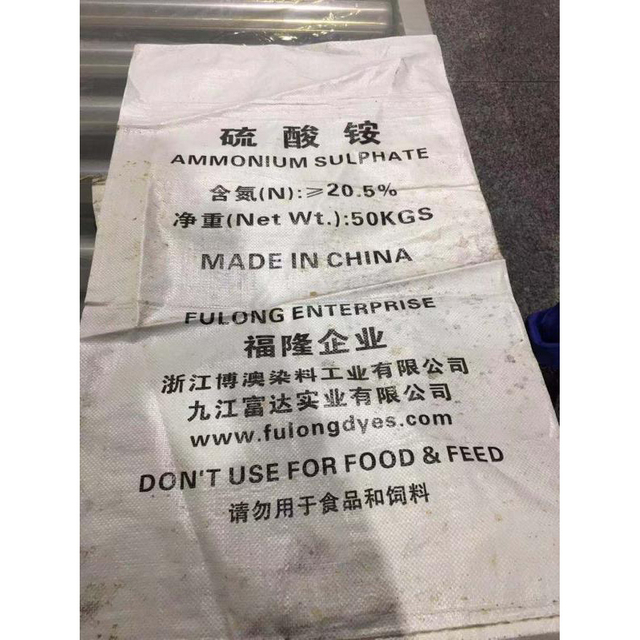 硫酸铵
AMMONIUM SULPHATE
含氮(N):≥20.5%
净重(Net Wt.):50KGS
MADE IN CHINA
FULONG ENTERPRISE
福隆企业
浙江博澳染料工业有限公司
九江富达实业有限公司
www.fulongdyes.com
DON'T USE FOR FOOD & FEED
请勿用于食品和饲料